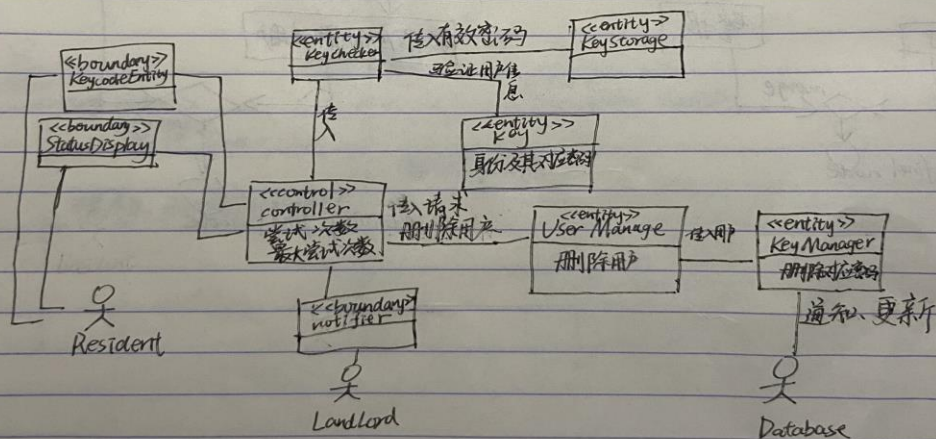 <<boundary>>
KeycodeEntity
<<boundary>>
StatusDisplay
<<entity>>
KeyChecker
传入有效密码
<<entity>>
KeyStorage
验证用户信
息
传
入
<<entity>>
Key
身份及其对应密码
<<control>>
controller
尝试次数
最大尝试次数
传入请求
删除用户
<<entity>>
User Manage
删除用户
传入用户
<<entity>>
KeyManager
删除对应密码
通知、更新
<<boundary>>
notifier
Resident
LandLord
Database